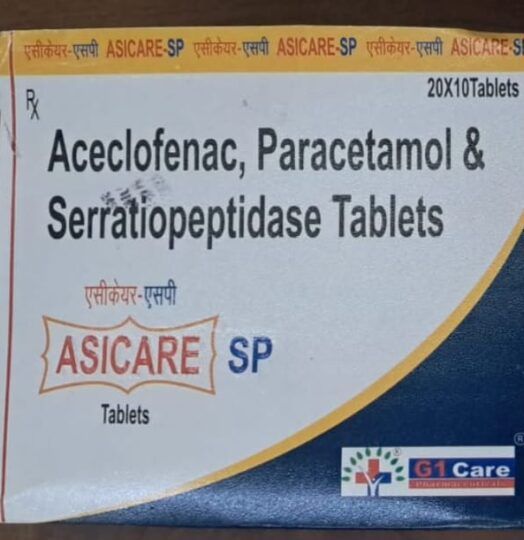 एसीकेयर-एसपी ASICARE-SP एसीकेयर-एसपी ASICARE-SP एसीकेयर-एसपी ASICARE-S
Rx
20X10Tablets
Aceclofenac, Paracetamol &
Serratiopeptidase Tablets
एसीकेयर-एसपी
ASICARE SP
Tablets
G1 Care
Pharmaceuticals